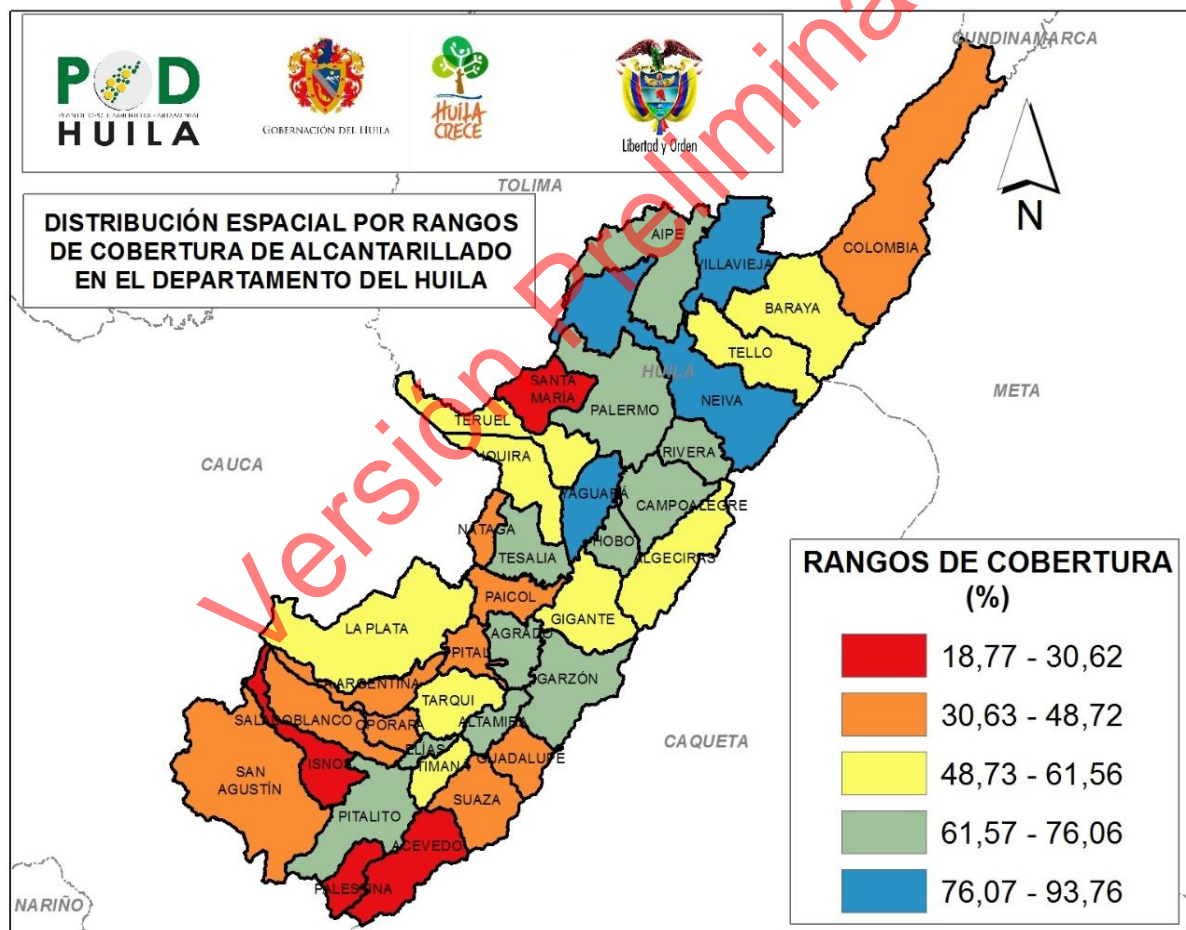 POD
HUILA
GOBERNACIÓN DEL HUILA
HUILA
CRECE
Libertad y Orden
DISTRIBUCIÓN ESPACIAL POR RANGOS
DE COBERTURA DE ALCANTARILLADO
EN EL DEPARTAMENTO DEL HUILA
Versión Prelimina
CUNDINAMARCA
TOLIMA
N
AIPE
VILLAVIEJA
COLOMBIA
BARAYA
TELLO
HUILA
SANTA
MARÍA
NEIVA
META
PALERMO
TERUEL
RIVERA
IQUIRA
CAUCA
YAGUARÁ
CAMPOALEGRE
NÁTAGA
HOBO
TESALIA
ALGECIRAS
PAICOL
GIGANTE
LA PLATA
AGRADO
PITAL
GARZÓN
LA ARGENTINA
TARQUI
SALADOBLANCO
OPORAPA
ALTAMIRA
ELÍAS
CAQUETA
GUADALUPE
ISNOS
TIMANÁ
SAN
AGUSTÍN
SUAZA
PITALITO
ACEVEDO
PALESTINA
NARIÑO
RANGOS DE COBERTURA
(%)
18,77 - 30,62
30,63 - 48,72
48,73 - 61,56
61,57 - 76,06
76,07 - 93,76